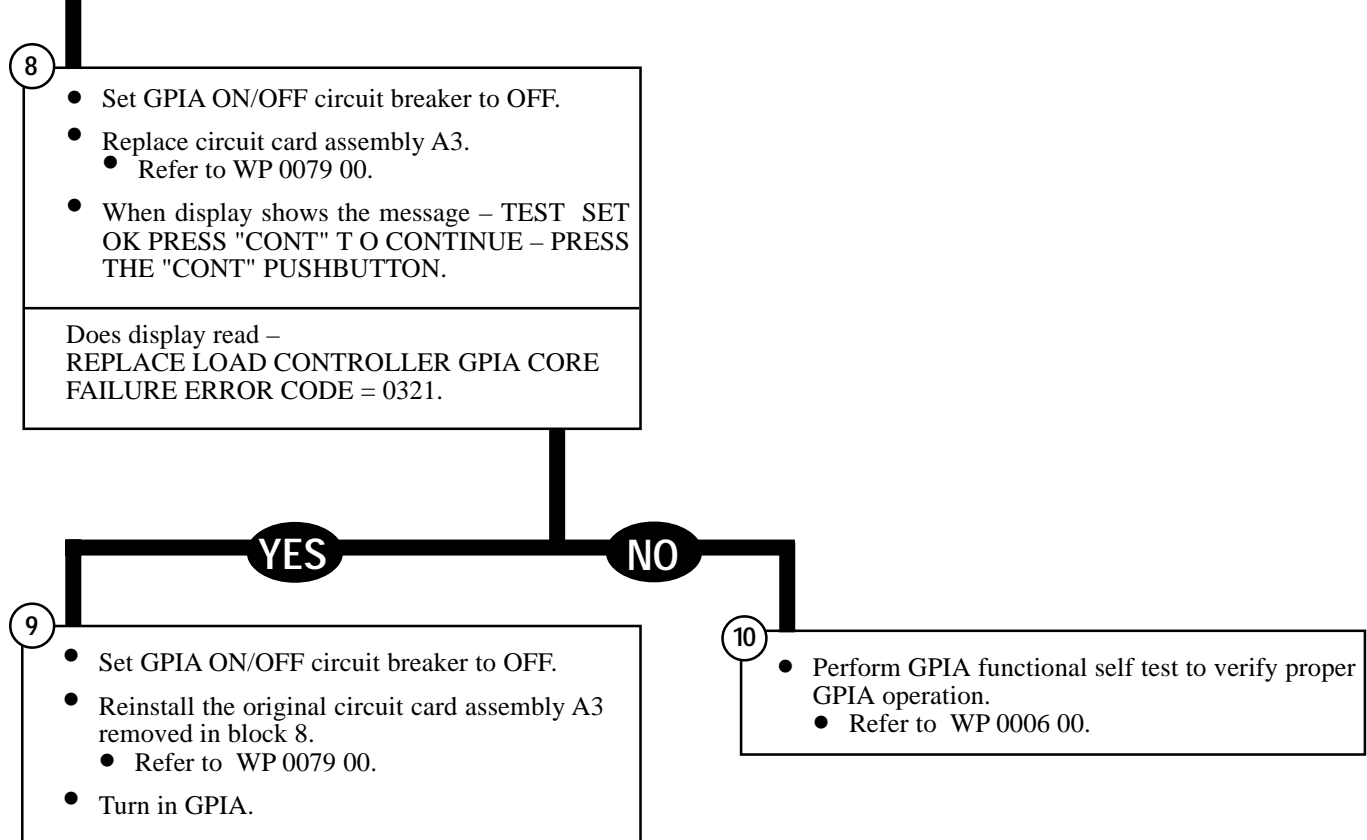 8
● Set GPIA ON/OFF circuit breaker to OFF.
● Replace circuit card assembly A3.
● Refer to WP 0079 00.
● When display shows the message – TEST SET
OK PRESS "CONT" T O CONTINUE – PRESS
THE "CONT" PUSHBUTTON.
Does display read –
REPLACE LOAD CONTROLLER GPIA CORE
FAILURE ERROR CODE = 0321.
YES
NO
9
● Set GPIA ON/OFF circuit breaker to OFF.
● Reinstall the original circuit card assembly A3
removed in block 8.
● Refer to WP 0079 00.
● Turn in GPIA.
10
● Perform GPIA functional self test to verify proper
GPIA operation.
● Refer to WP 0006 00.